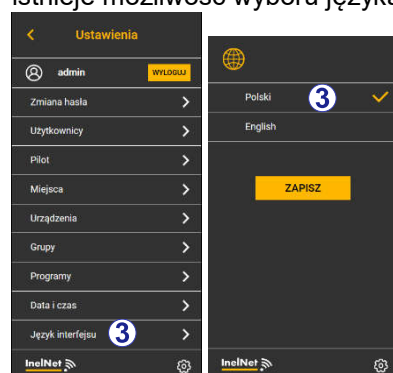 istnieje możliwość wyboru języka
Ustawienia
admin
WYLOGUJ
Zmiana hasła
Użytkownicy
Pilot
Miejsca
Urządzenia
Grupy
Programy
Data i czas
Język interfejsu
3
InelNet
Polski
3
English
ZAPISZ
InelNet